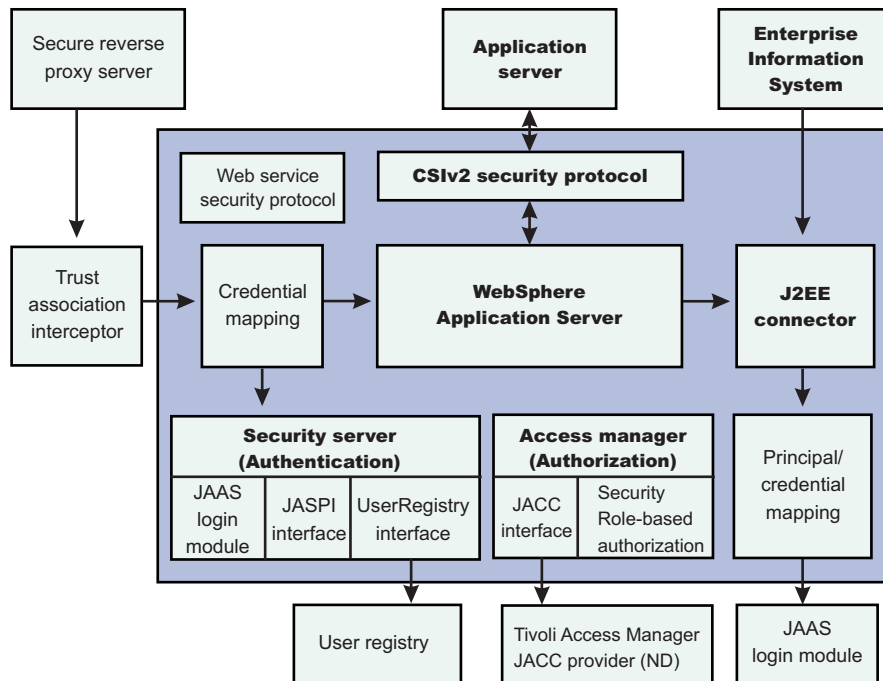 Secure reverse
proxy server
Application
server
Enterprise
Information
System
Web service
security protocol
CSIv2 security protocol
Trust
association
interceptor
Credential
mapping
WebSphere
Application Server
J2EE
connector
Security server
(Authentication)
JAAS
login
module
JASPI
interface
UserRegistry
interface
Access manager
(Authorization)
JACC
interface
Security
Role-based
authorization
Principal/
credential
mapping
User registry
Tivoli Access Manager
JACC provider (ND)
JAAS
login module